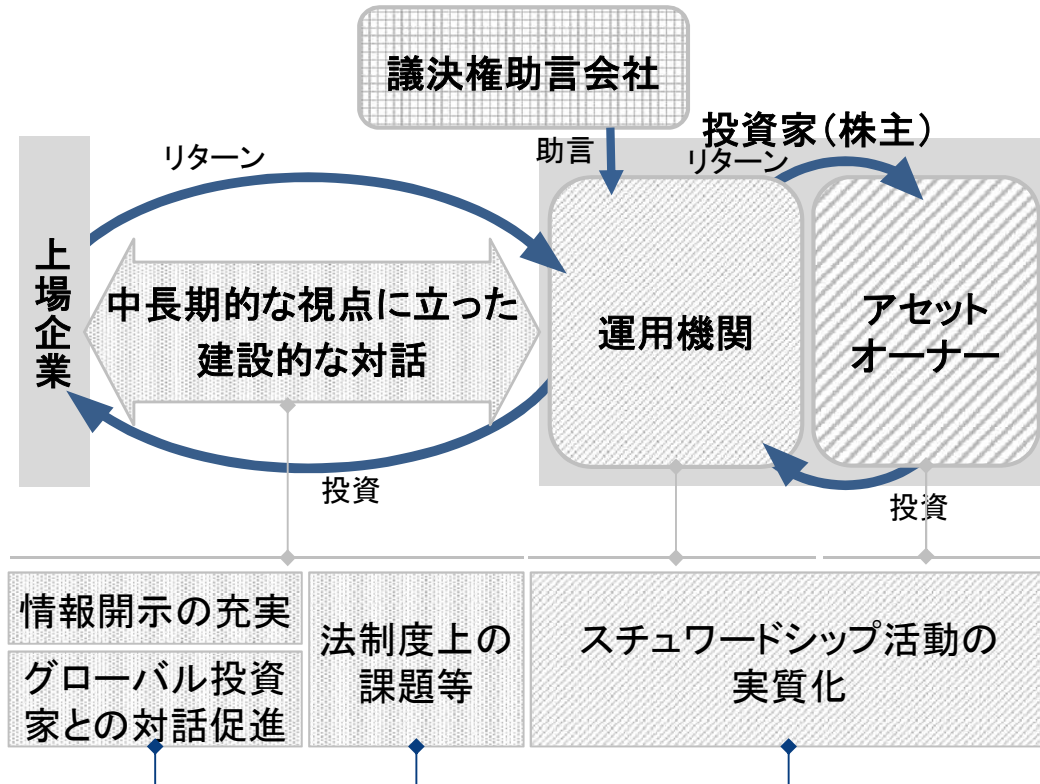 議決権助言会社
助言
投資家（株主）
リターン
リターン
上場企業
中長期的な視点に立った
建設的な対話
運用機関
アセット
オーナー
投資
投資
情報開示の充実
グローバル投資
家との対話促進
法制度上の
課題等
スチュワードシップ活動の
実質化